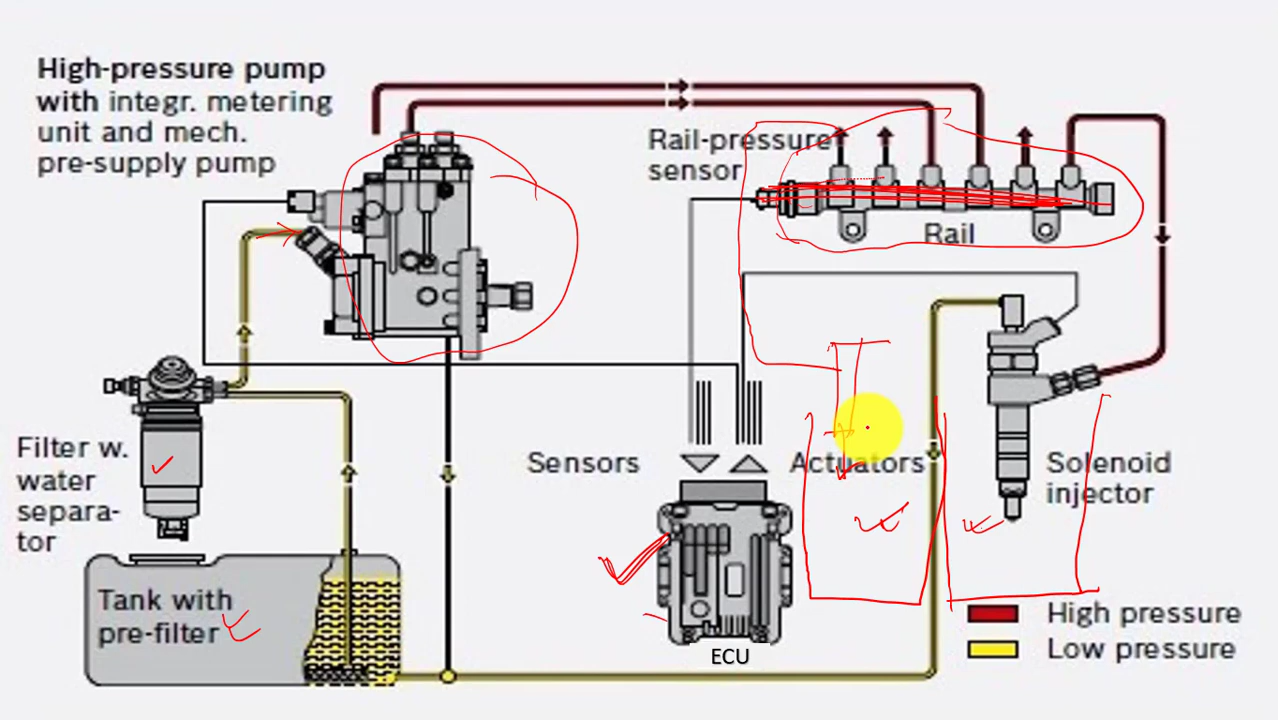 High-pressure pump
with integr. metering
unit and mech.
pre-supply pump
Rail-pressure
sensor
Rail
Filter w.
water
separa-
tor
Sensors
Actuators
Solenoid
injector
Tank with
pre-filter
ECU
High pressure
Low pressure